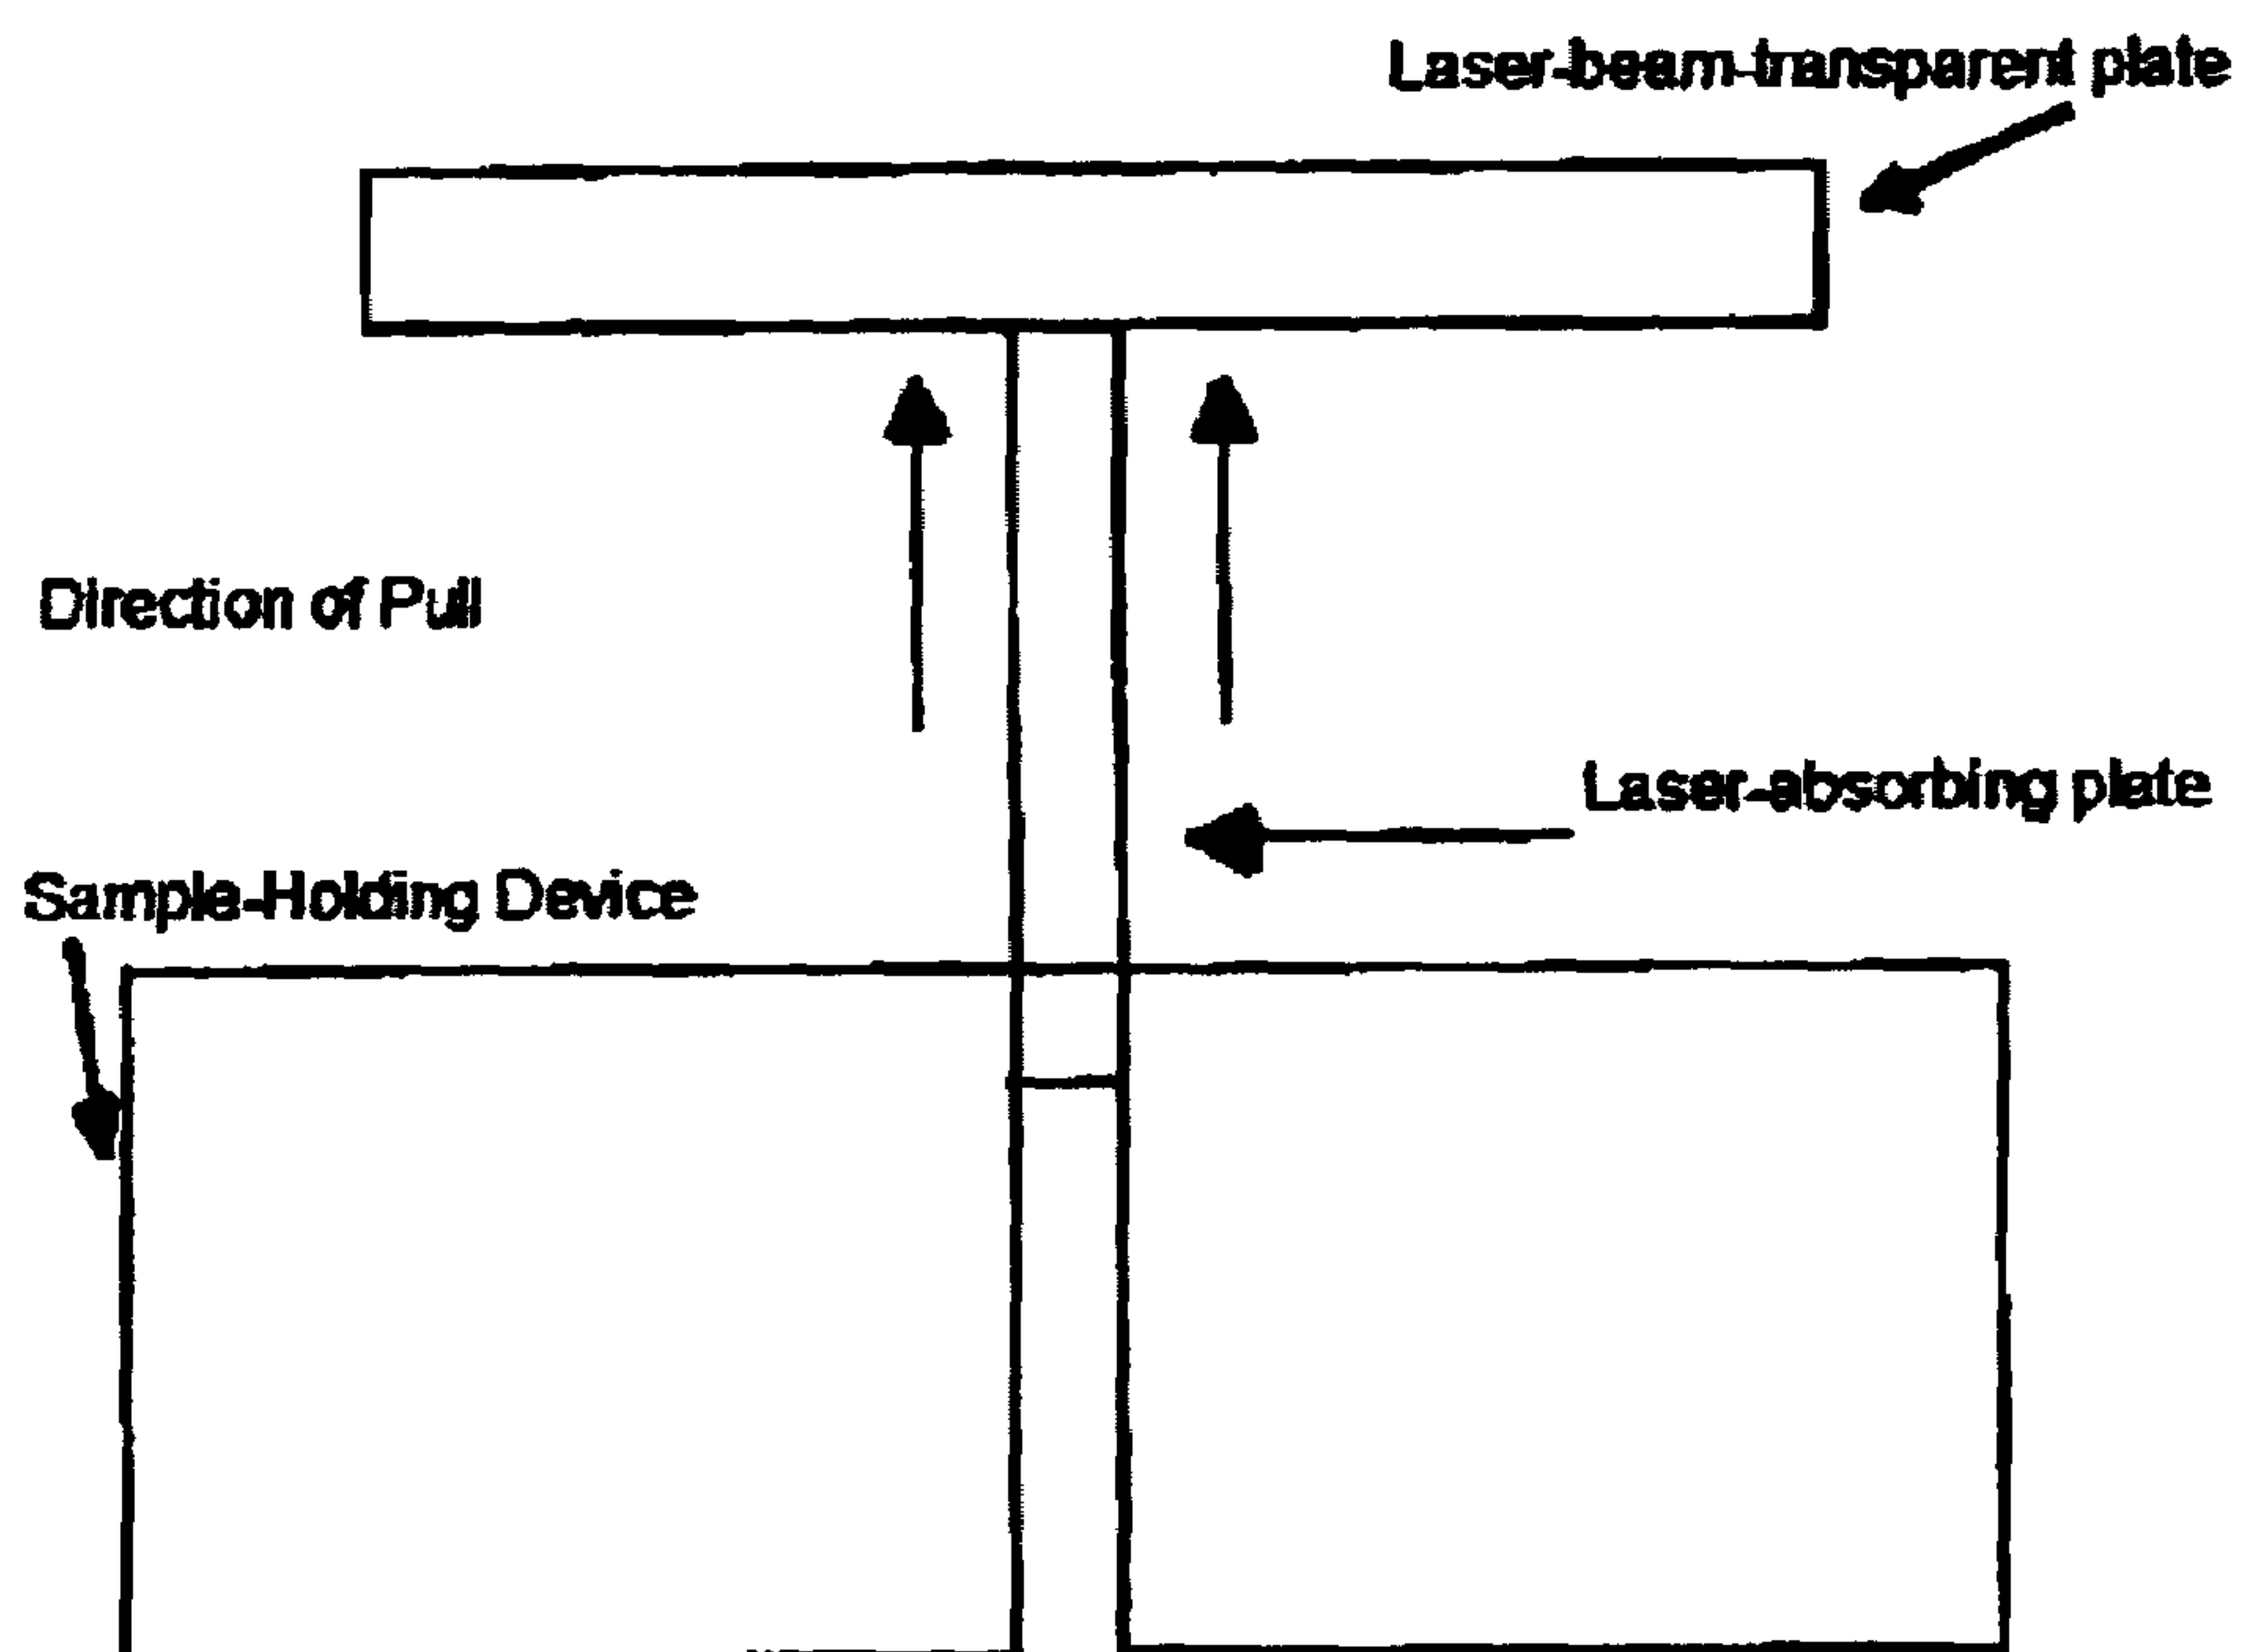 Laser-beam-transparent plate
Direction of Pull
Laser-absorbing plate
Sample-Holding Device